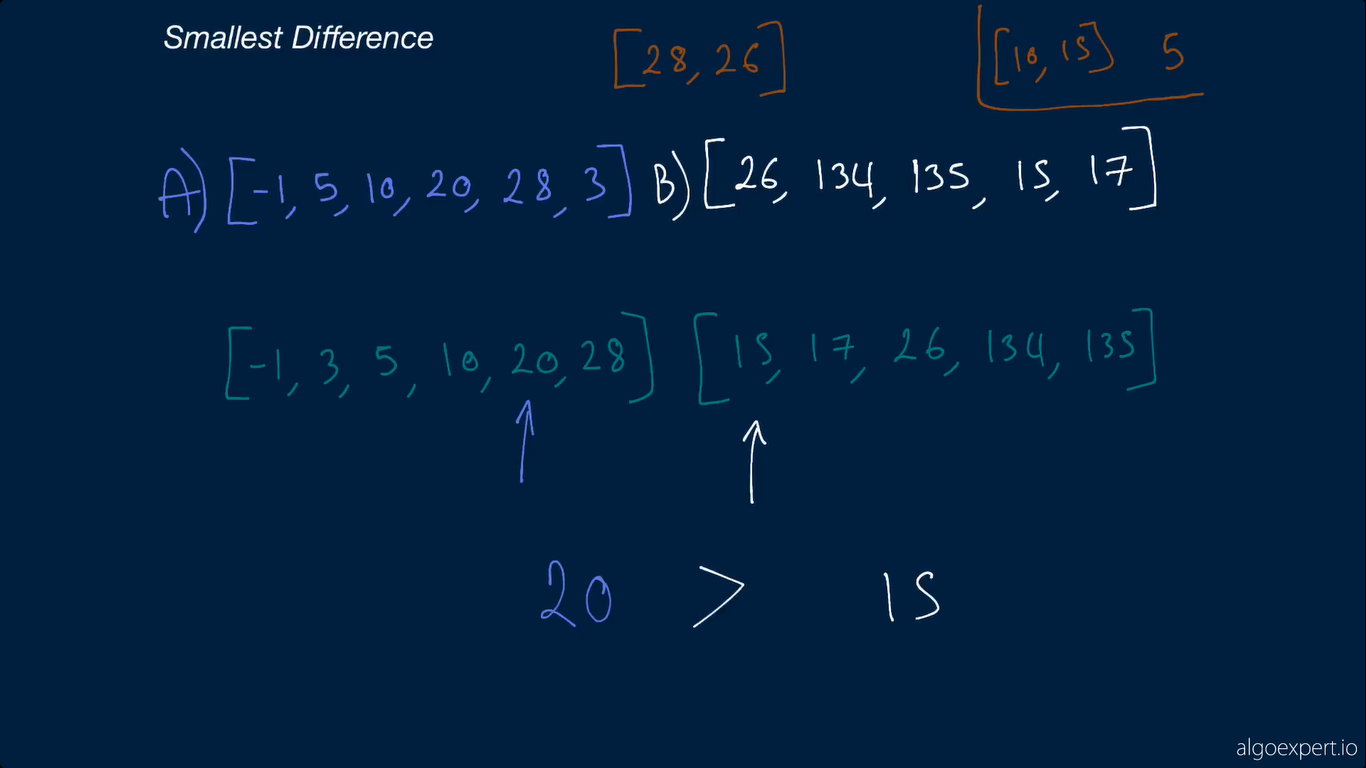 Smallest Difference
[28, 26]
[10, 15] 5
A) [-1, 5, 10, 20, 28, 3] B) [26, 134, 135, 15, 17]
[-1, 3, 5, 10, 20, 28] [15, 17, 26, 134, 135]
20 > 15
algoexpert.io